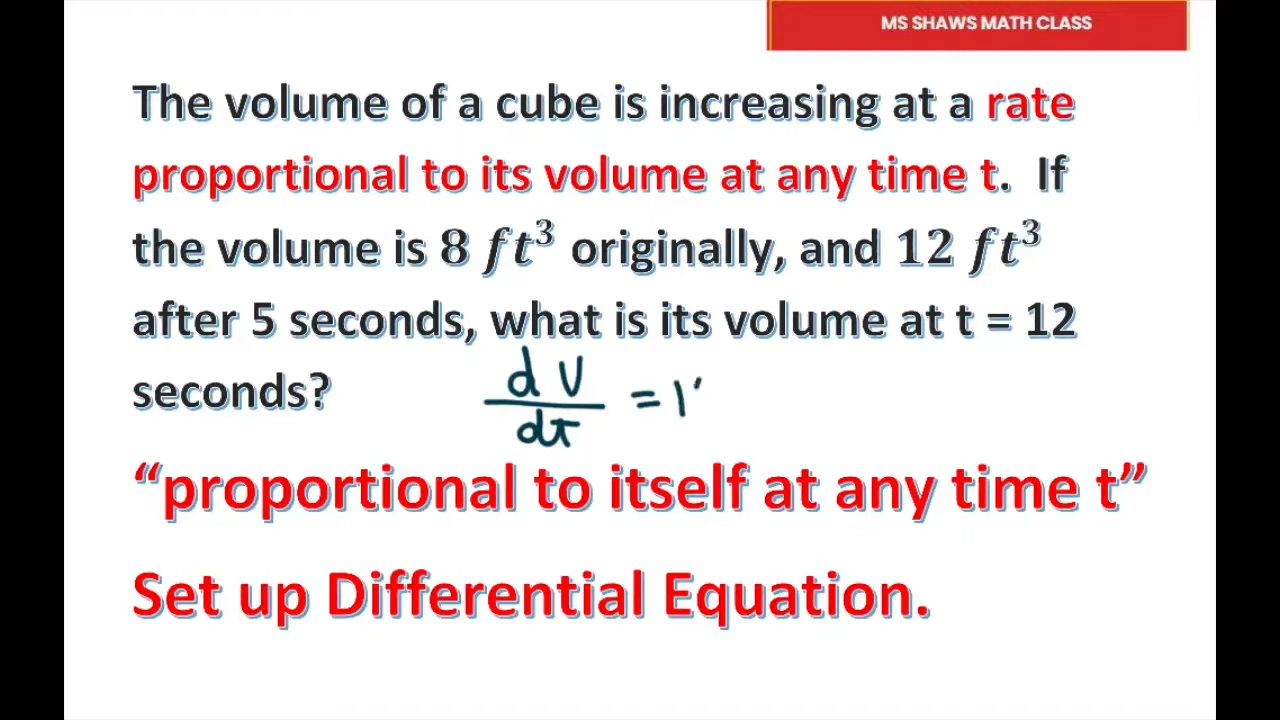 MS SHAWS MATH CLASS
The volume of a cube is increasing at a rate
proportional to its volume at any time t. If
the volume is 8 ft³ originally, and 12 ft³
after 5 seconds, what is its volume at t = 12
seconds?
dV
dt
=
“proportional to itself at any time t”
Set up Differential Equation.